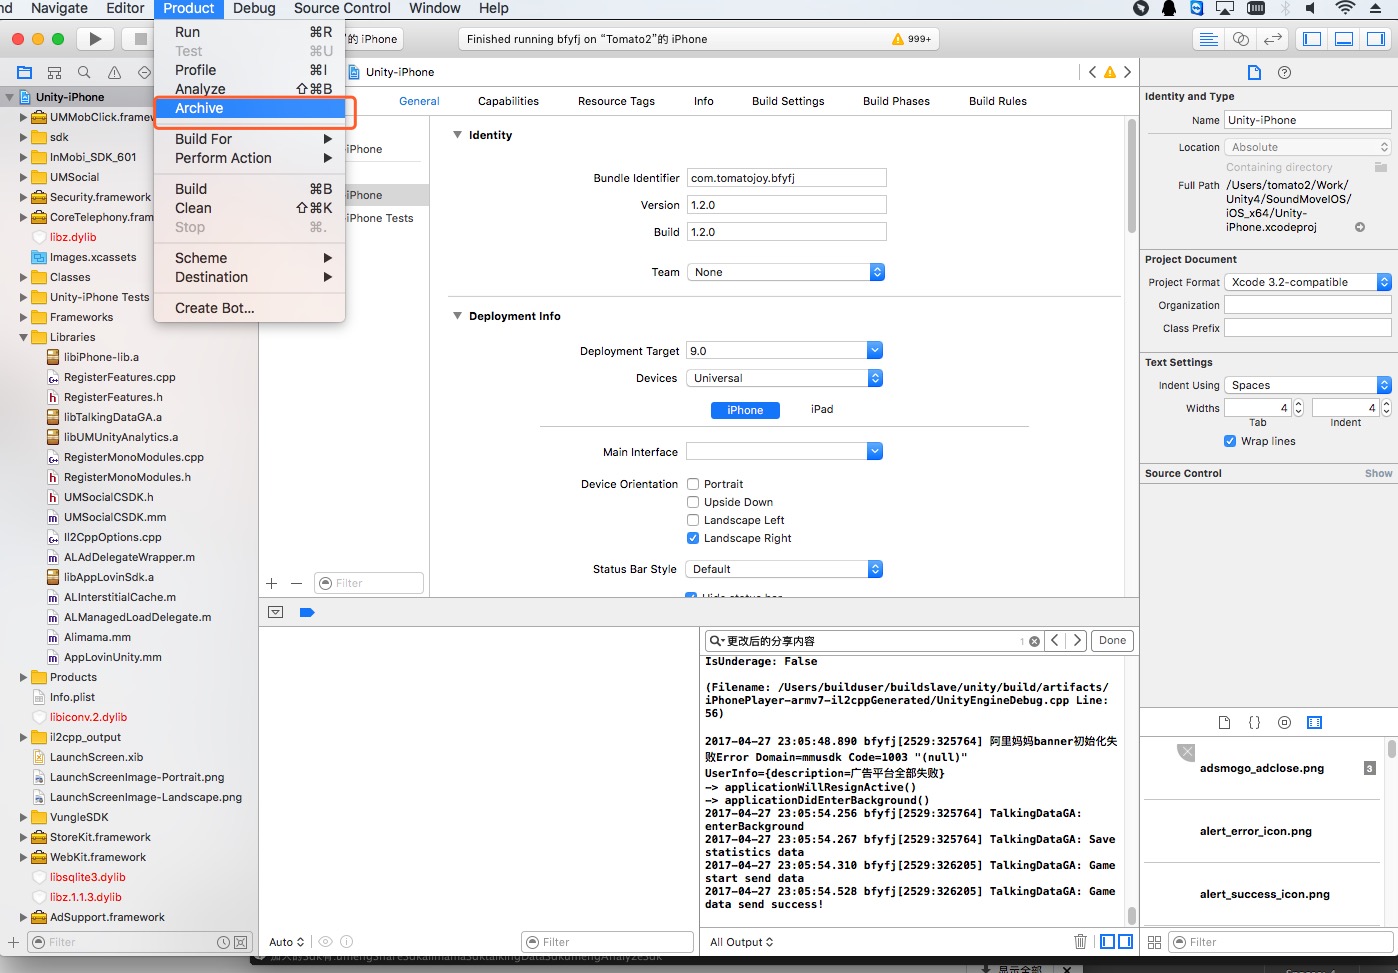 nd Navigate Editor Product Debug Source Control Window Help
的 iPhone
Finished running bfyfj on “Tomato2”的 iPhone
999+
Run ⌘R
Test ⌘U
Profile ⌘I
Analyze ⇧⌘B
Archive
Build For
Perform Action
Build ⌘B
Clean ⇧⌘K
Stop ⌘.
Scheme
Destination
Create Bot...
Unity-iPhone
UMMobClick.framew
sdk
InMobi_SDK_601
UMSocial
Security.framework
CoreTelephony.fram
libz.dylib
Images.xcassets
Classes
Unity-iPhone Tests
Frameworks
Libraries
libiPhone-lib.a
RegisterFeatures.cpp
RegisterFeatures.h
libTalkingDataGA.a
libUMUnityAnalytics.a
RegisterMonoModules.cpp
RegisterMonoModules.h
UMSocialCSDK.h
UMSocialCSDK.mm
Il2CppOptions.cpp
ALAdDelegateWrapper.m
libAppLovinSdk.a
ALInterstitialCache.m
ALManagedLoadDelegate.m
Alimama.mm
AppLovinUnity.mm
Products
Info.plist
libiconv.2.dylib
il2cpp_output
LaunchScreen.xib
LaunchScreenImage-Portrait.png
LaunchScreenImage-Landscape.png
VungleSDK
StoreKit.framework
WebKit.framework
libsqlite3.dylib
libz.1.1.3.dylib
AdSupport.framework
Filter
Unity-iPhone
General Capabilities Resource Tags Info Build Settings Build Phases Build Rules
iPhone
iPhone
iPhone Tests
Filter
Identity
Bundle Identifier com.tomatojoy.bfyfj
Version 1.2.0
Build 1.2.0
Team None
Deployment Info
Deployment Target 9.0
Devices Universal
iPhone iPad
Main Interface
Device Orientation Portrait
Upside Down
Landscape Left
Landscape Right
Status Bar Style Default
Hide status bar
更改后的分享内容 1 Done
IsUnderage: False
(Filename: /Users/builduser/buildslave/unity/build/artifacts/
iPhonePlayer-armv7-il2cppGenerated/UnityEngineDebug.cpp Line:
56)
2017-04-27 23:05:48.890 bfyfj[2529:325764] 阿里妈妈banner初始化失
败Error Domain=mmusdk Code=1003 "(null)"
UserInfo={description=广告平台全部失败}
-> applicationWillResignActive()
-> applicationDidEnterBackground()
2017-04-27 23:05:54.256 bfyfj[2529:325764] TalkingDataGA:
enterBackground
2017-04-27 23:05:54.267 bfyfj[2529:325764] TalkingDataGA: Save
statistics data
2017-04-27 23:05:54.310 bfyfj[2529:326205] TalkingDataGA: Game
start send data
2017-04-27 23:05:54.528 bfyfj[2529:326205] TalkingDataGA: Game
data send success!
Auto
Filter
All Output
Identity and Type
Name Unity-iPhone
Location Absolute
Containing directory
Full Path /Users/tomato2/Work/
Unity4/SoundMoveIOS/
iOS_x64/Unity-
iPhone.xcodeproj
Project Document
Project Format Xcode 3.2-compatible
Organization
Class Prefix
Text Settings
Indent Using Spaces
Widths 4 4
Tab Indent
Wrap lines
Source Control Show
adsmogo_adclose.png 3
alert_error_icon.png
alert_success_icon.png
Filter
显示全部